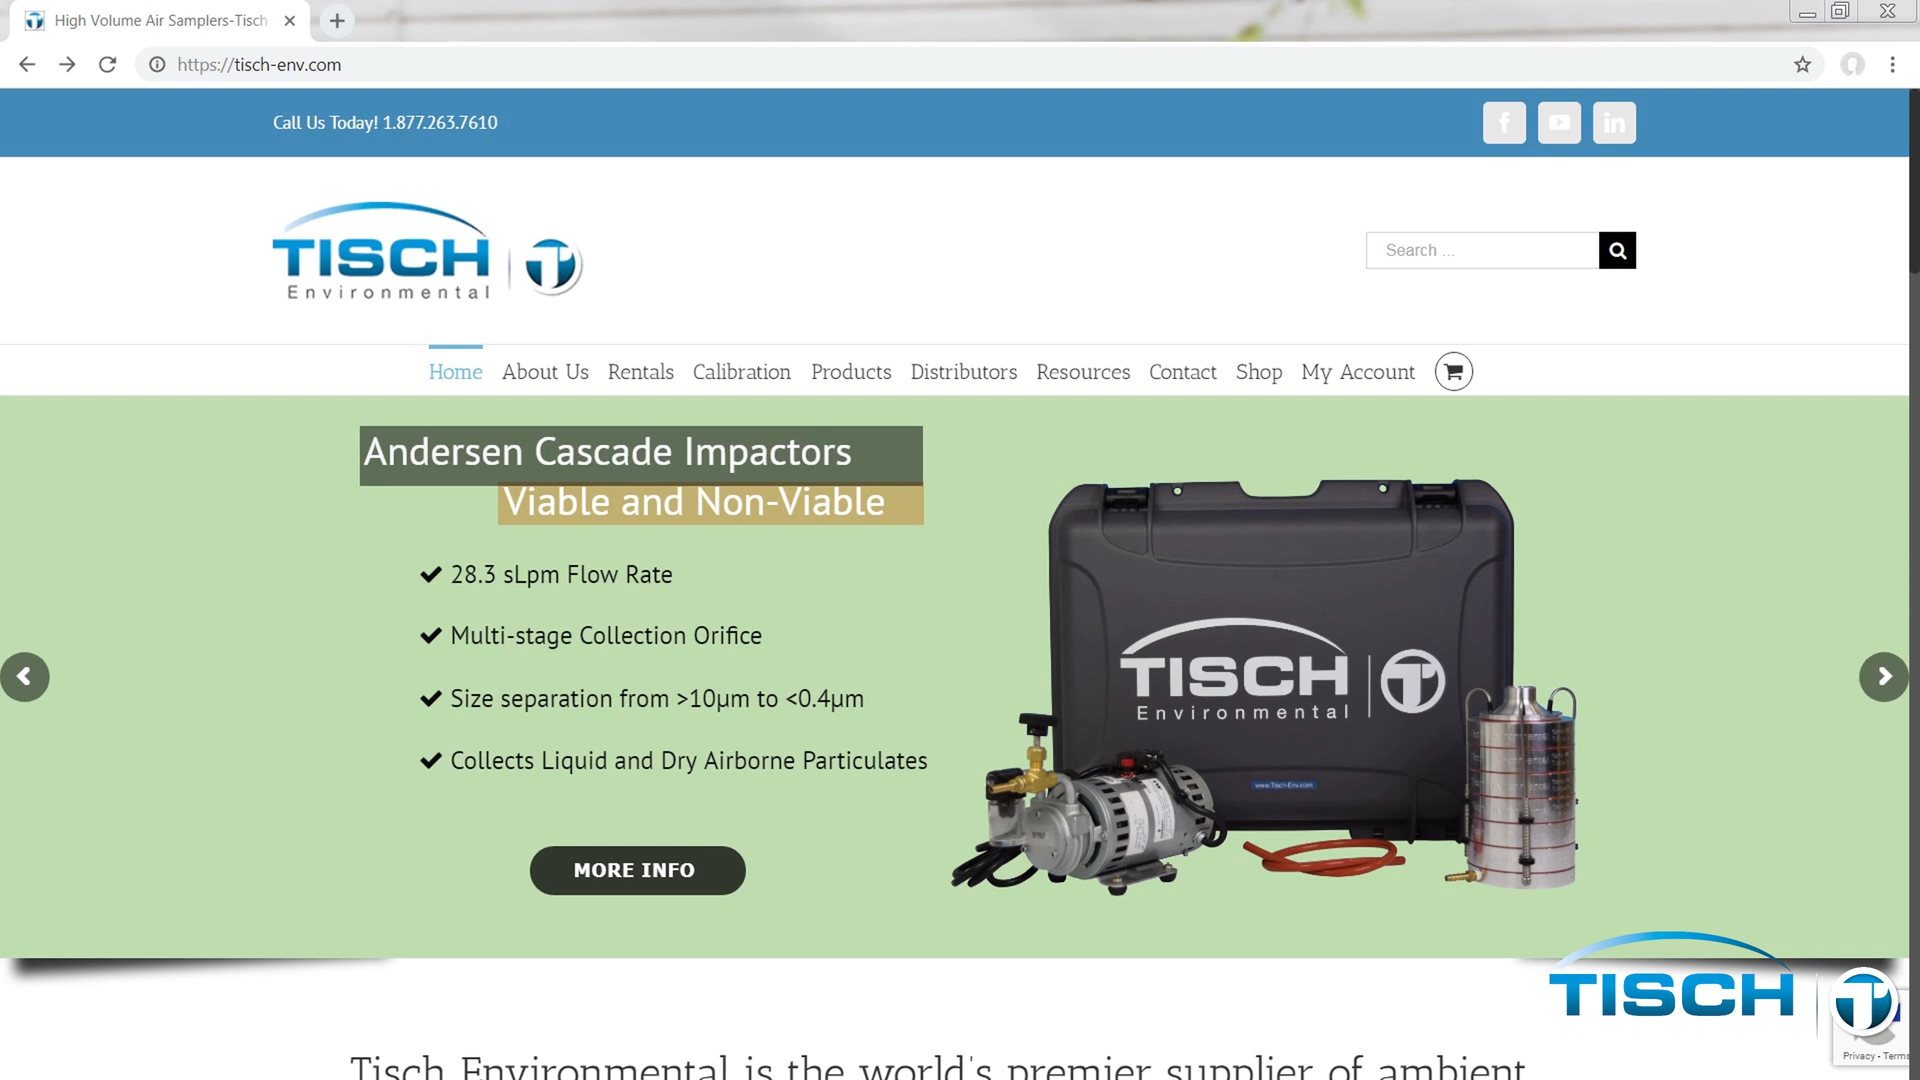 High Volume Air Samplers-Tisch
https://tisch-env.com
Call Us Today! 1.877.263.7610
TISCH
Environmental
Search ...
Home About Us Rentals Calibration Products Distributors Resources Contact Shop My Account
Andersen Cascade Impactors
Viable and Non-Viable
28.3 sLpm Flow Rate
Multi-stage Collection Orifice
Size separation from >10µm to <0.4µm
Collects Liquid and Dry Airborne Particulates
MORE INFO
TISCH
Environmental
www.Tisch-Env.com
TISCH
Privacy - Terms
Tisch Environmental is the world's premier supplier of ambient